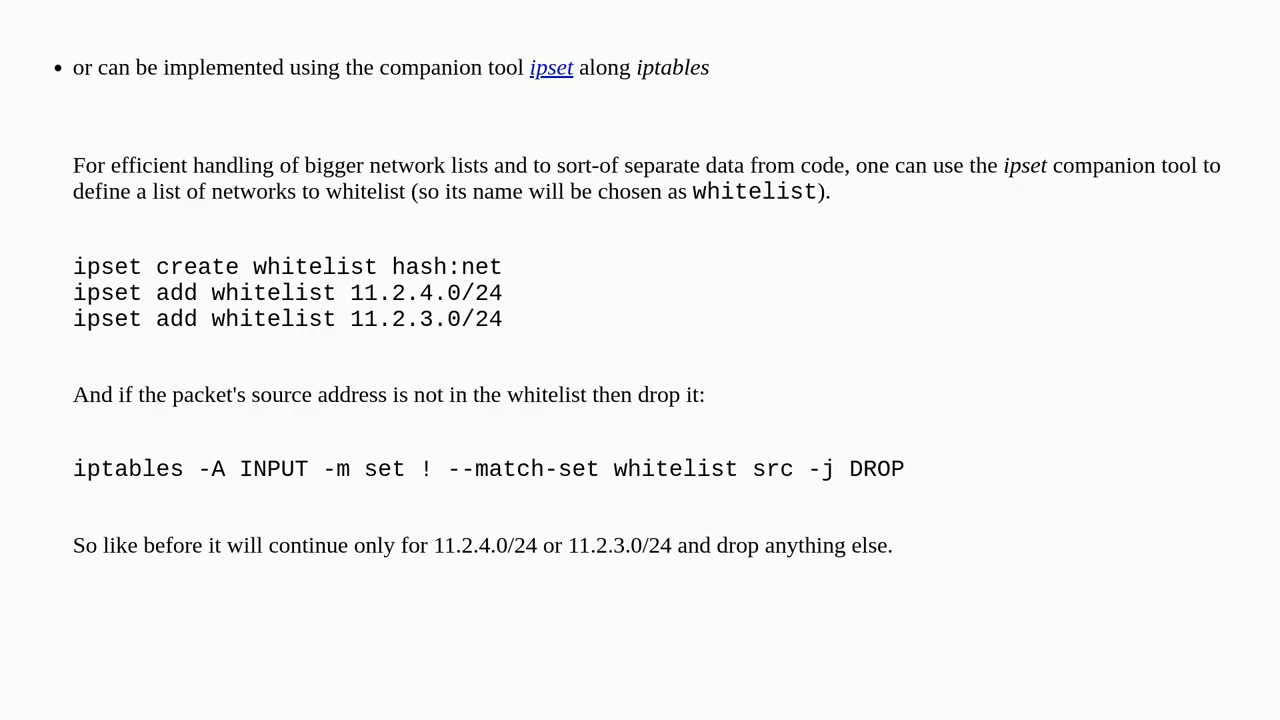 • or can be implemented using the companion tool ipset along iptables
For efficient handling of bigger network lists and to sort-of separate data from code, one can use the ipset companion tool to
define a list of networks to whitelist (so its name will be chosen as whitelist).
ipset create whitelist hash:net
ipset add whitelist 11.2.4.0/24
ipset add whitelist 11.2.3.0/24
And if the packet's source address is not in the whitelist then drop it:
iptables -A INPUT -m set ! --match-set whitelist src -j DROP
So like before it will continue only for 11.2.4.0/24 or 11.2.3.0/24 and drop anything else.